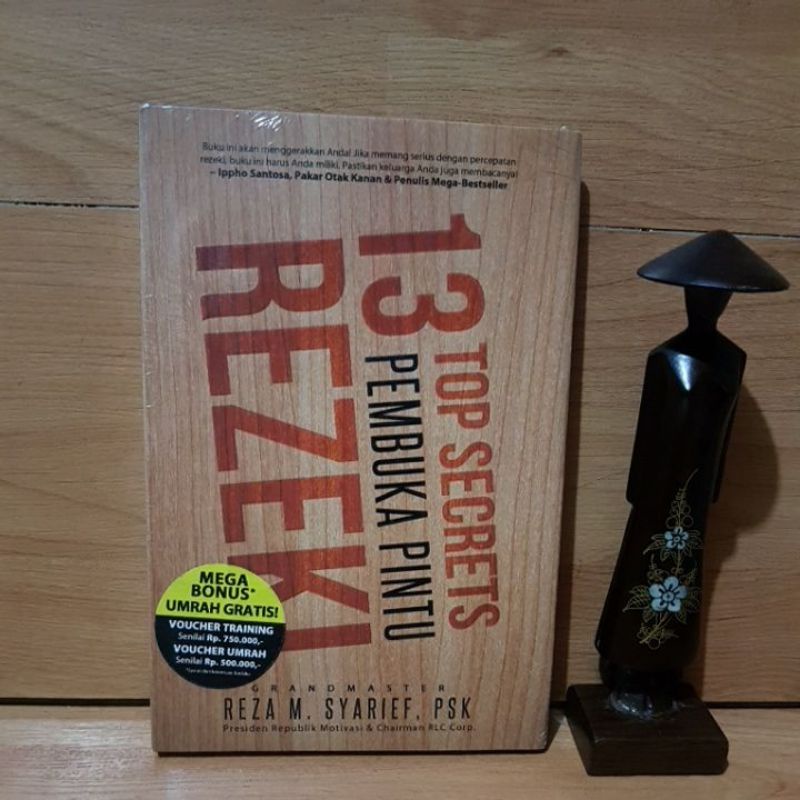 Buku ini akan menggerakkan Anda! Jika memang serius dengan percepatan
rezeki, buku ini harus Anda miliki. Pastikan keluarga Anda juga membacanya!
– Ippho Santosa, Pakar Otak Kanan & Penulis Mega-Bestseller
13 TOP SECRETS
PEMBUKA PINTU
REZEKI
MEGA
BONUS*
UMRAH GRATIS!
VOUCHER TRAINING
Senilai Rp. 750.000,-
VOUCHER UMRAH
Senilai Rp. 500.000,-
GRANDMASTER
REZA M. SYARIEF, PSK
Presiden Republik Motivasi & Chairman RLC Corp.